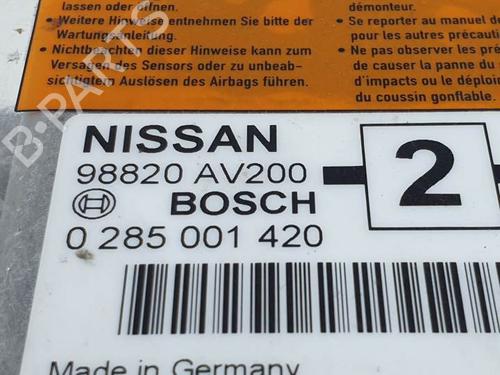 lassen oder öffnen.
• Weitere Hinweise entnehmen Sie bitte der
Wartungsanleitung.
• Nichtbeachten dieser Hinweise kann zum
Versagen des Sensors oder zu unbeab-
sichtigtem Auslösen des Airbags führen.
démonteur.
• Se reporter au manuel de
pour les autres précauti
• Ne pas observer les pré
de causer la panne du s
d'impacts ou le déploi
du coussin gonflable.
B-PARTS
NISSAN
98820 AV200
BOSCH
0 285 001 420
2
Made in Germany